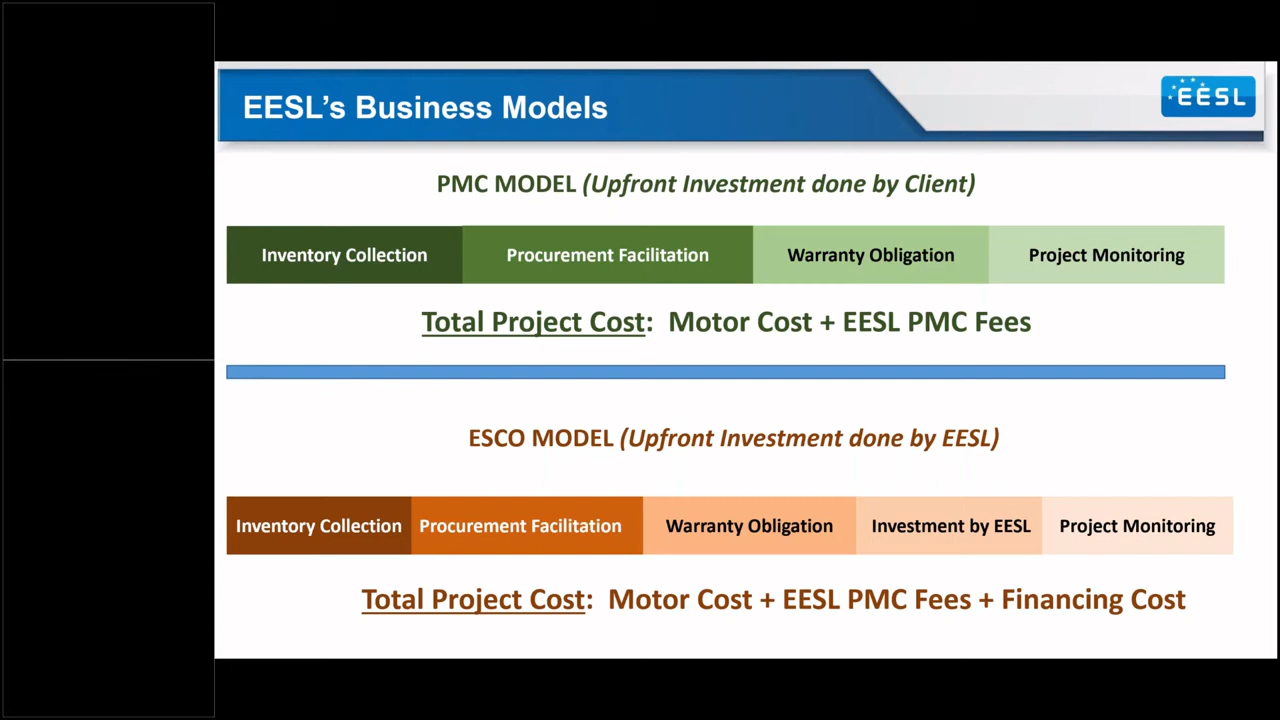 EESL's Business Models
EESL
PMC MODEL (Upfront Investment done by Client)
Inventory Collection
Procurement Facilitation
Warranty Obligation
Project Monitoring
Total Project Cost: Motor Cost + EESL PMC Fees
ESCO MODEL (Upfront Investment done by EESL)
Inventory Collection
Procurement Facilitation
Warranty Obligation
Investment by EESL
Project Monitoring
Total Project Cost: Motor Cost + EESL PMC Fees + Financing Cost